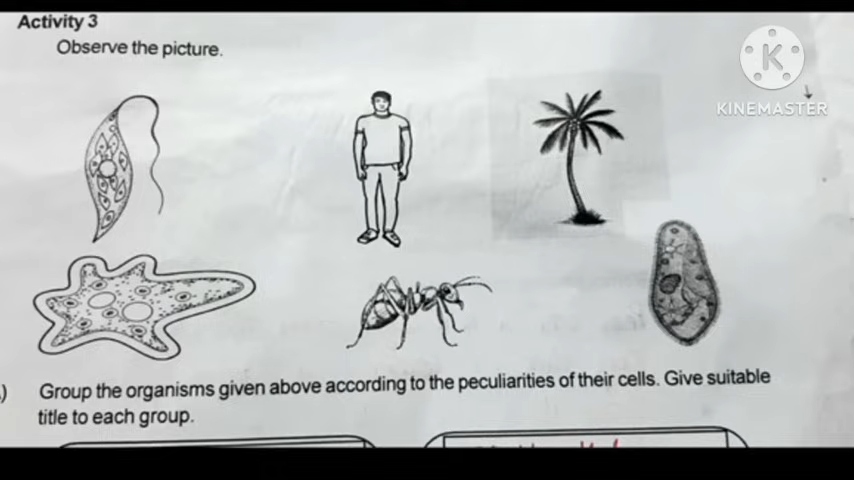 Activity 3
Observe the picture.
K
KINEMASTER
) Group the organisms given above according to the peculiarities of their cells. Give suitable
title to each group.